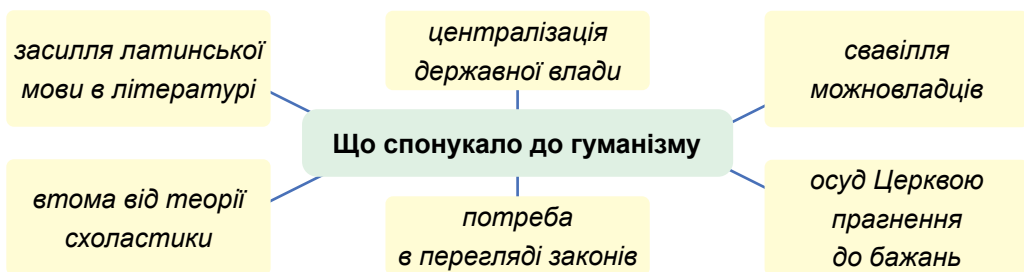 засилля латинської
мови в літературі
централізація
державної влади
свавілля
можновладців
Що спонукало до гуманізму
втома від теорії
схоластики
потреба
в перегляді законів
осуд Церквою
прагнення
до бажань